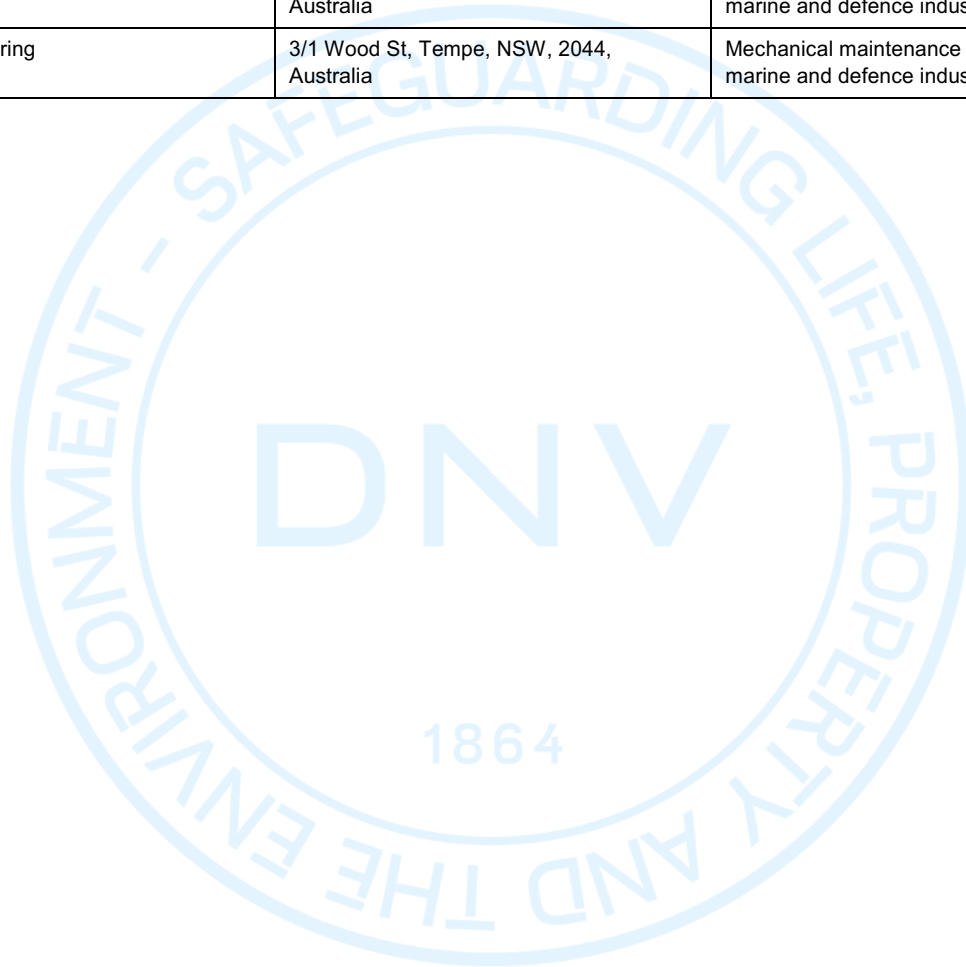 Australia
marine and defence indus
ring
3/1 Wood St, Tempe, NSW, 2044,
Australia
Mechanical maintenance
marine and defence indus
SAFEGUARDING LIFE, PROPERTY AND THE ENVIRONMENT -
DNV
1864